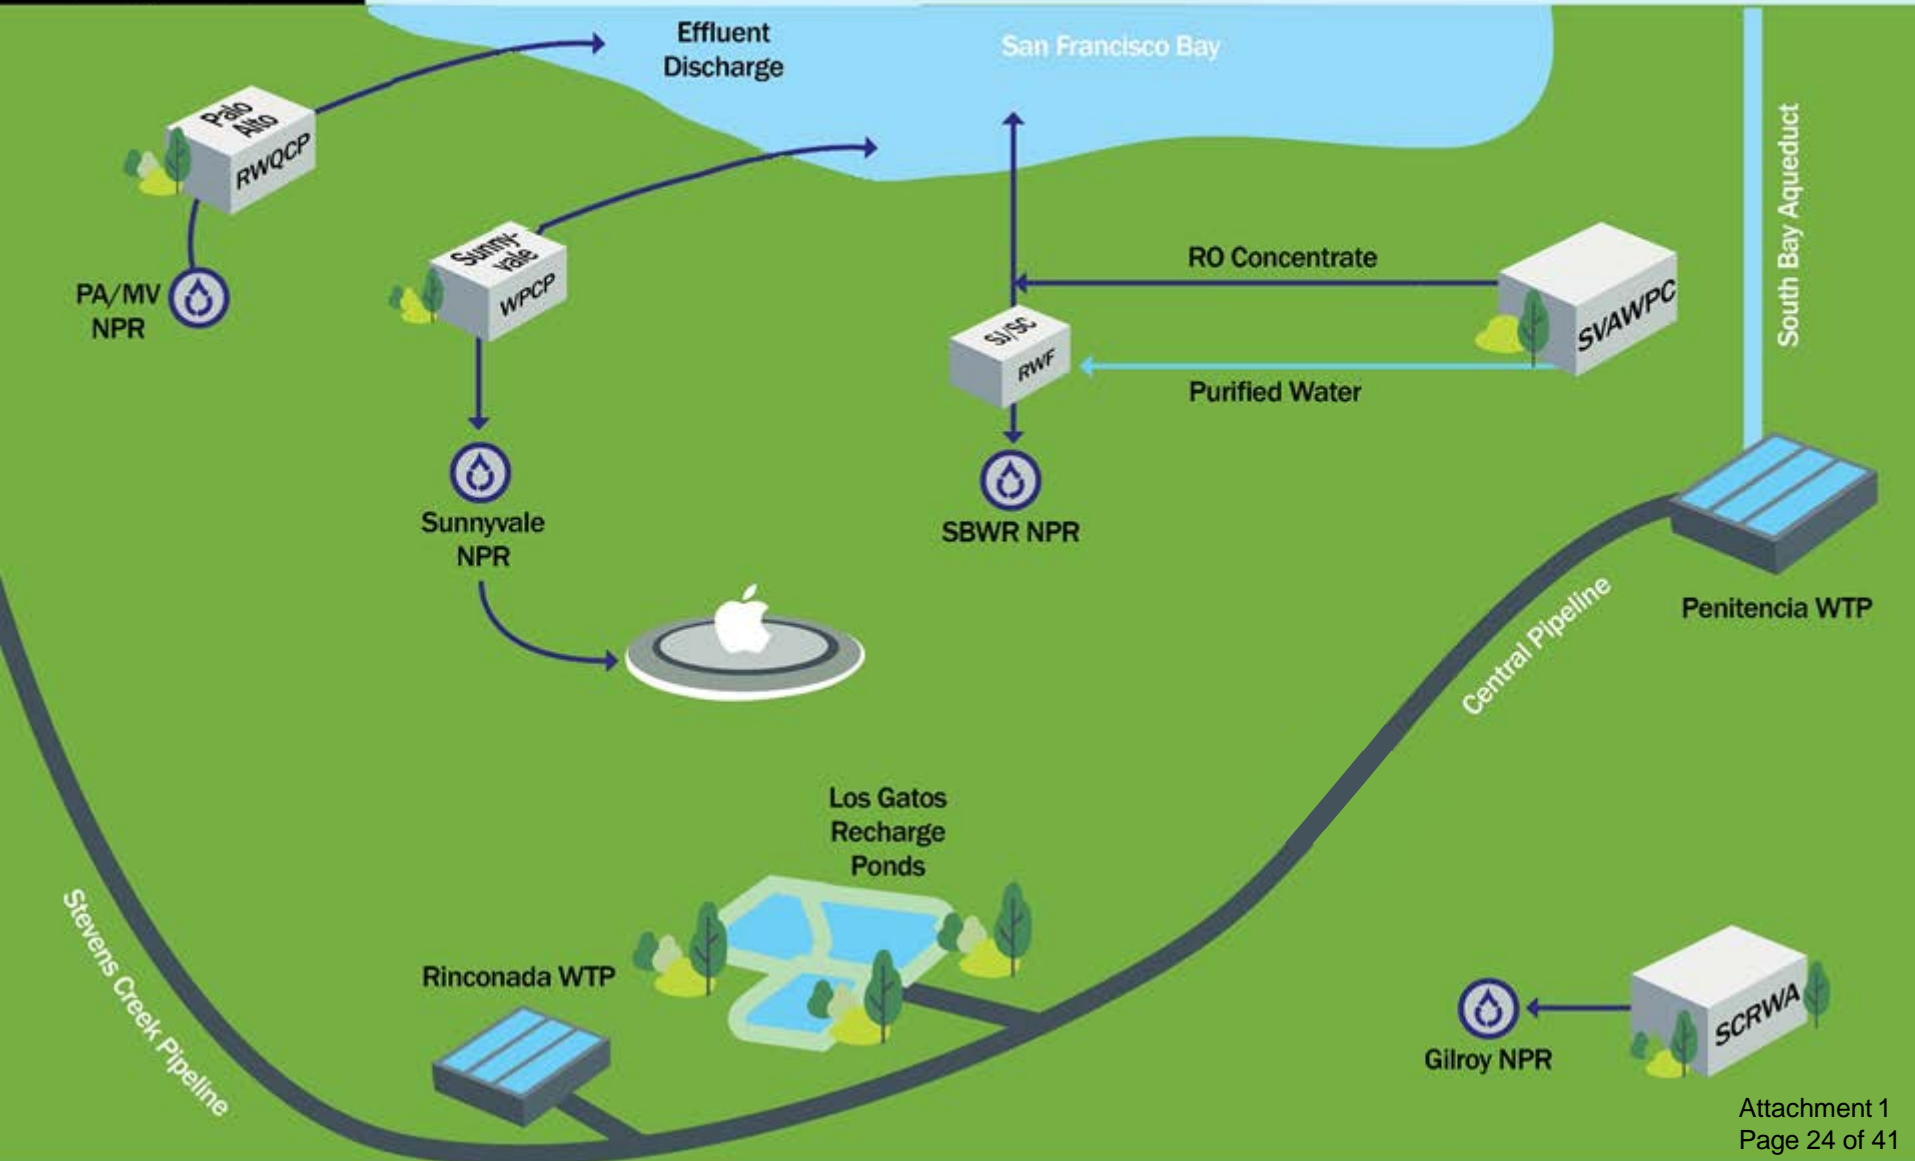 Effluent
Discharge
San Francisco Bay
Palo
Alto
RWQCP
South Bay Aqueduct
Sunny-
vale
WPCP
RO Concentrate
SVAWPC
PA/MV
NPR
SJ/SC
RWF
Purified Water
Sunnyvale
NPR
SBWR NPR
Penitencia WTP
Central Pipeline
Los Gatos
Recharge
Ponds
Stevens Creek Pipeline
Rinconada WTP
SCRWA
Gilroy NPR
Attachment 1
Page 24 of 41